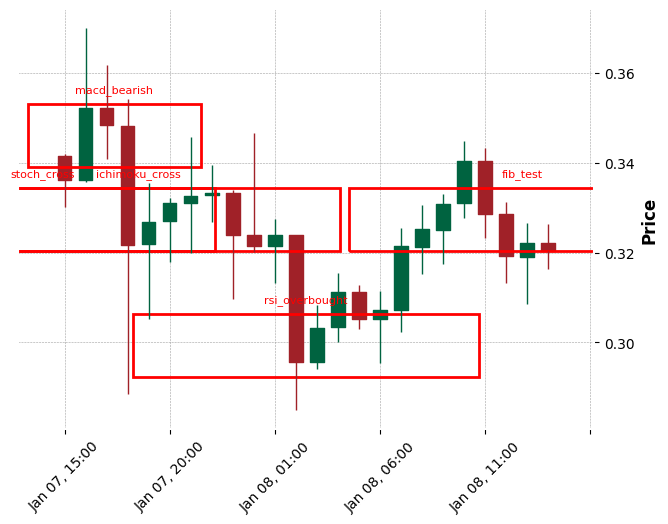 0.36
macd_bearish
0.34
stoch_cross
ichimoku_cross
fib_test
0.32
Price
rsi_overbought
0.30
Jan 07, 15:00
Jan 07, 20:00
Jan 08, 01:00
Jan 08, 06:00
Jan 08, 11:00